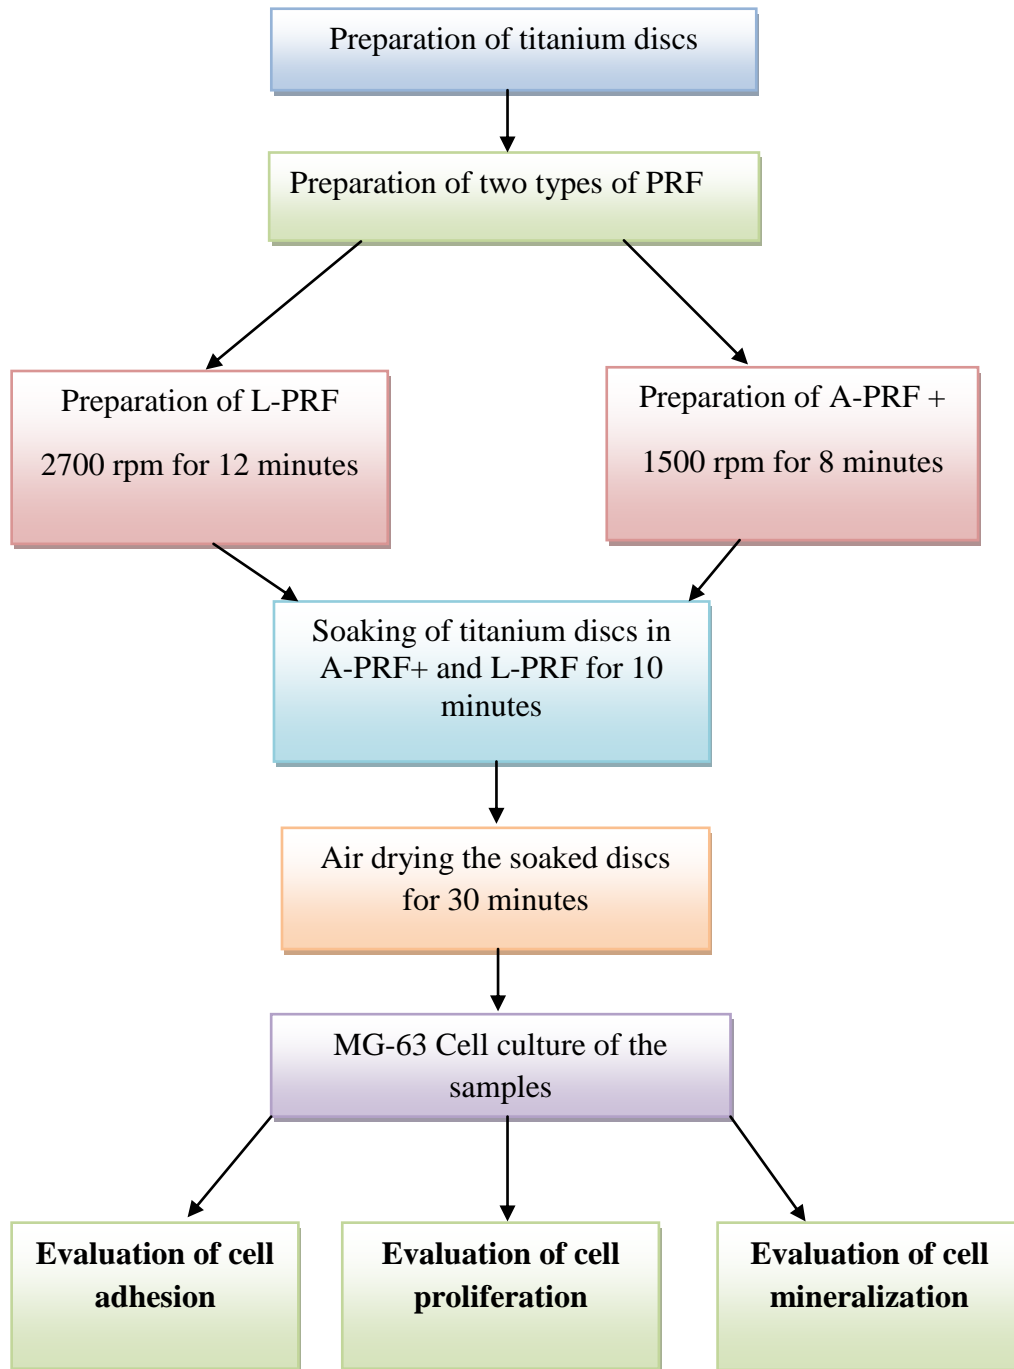 Preparation of titanium discs
Preparation of two types of PRF
Preparation of L-PRF
2700 rpm for 12 minutes
Preparation of A-PRF +
1500 rpm for 8 minutes
Soaking of titanium discs in
A-PRF+ and L-PRF for 10
minutes
Air drying the soaked discs
for 30 minutes
MG-63 Cell culture of the
samples
Evaluation of cell
adhesion
Evaluation of cell
proliferation
Evaluation of cell
mineralization